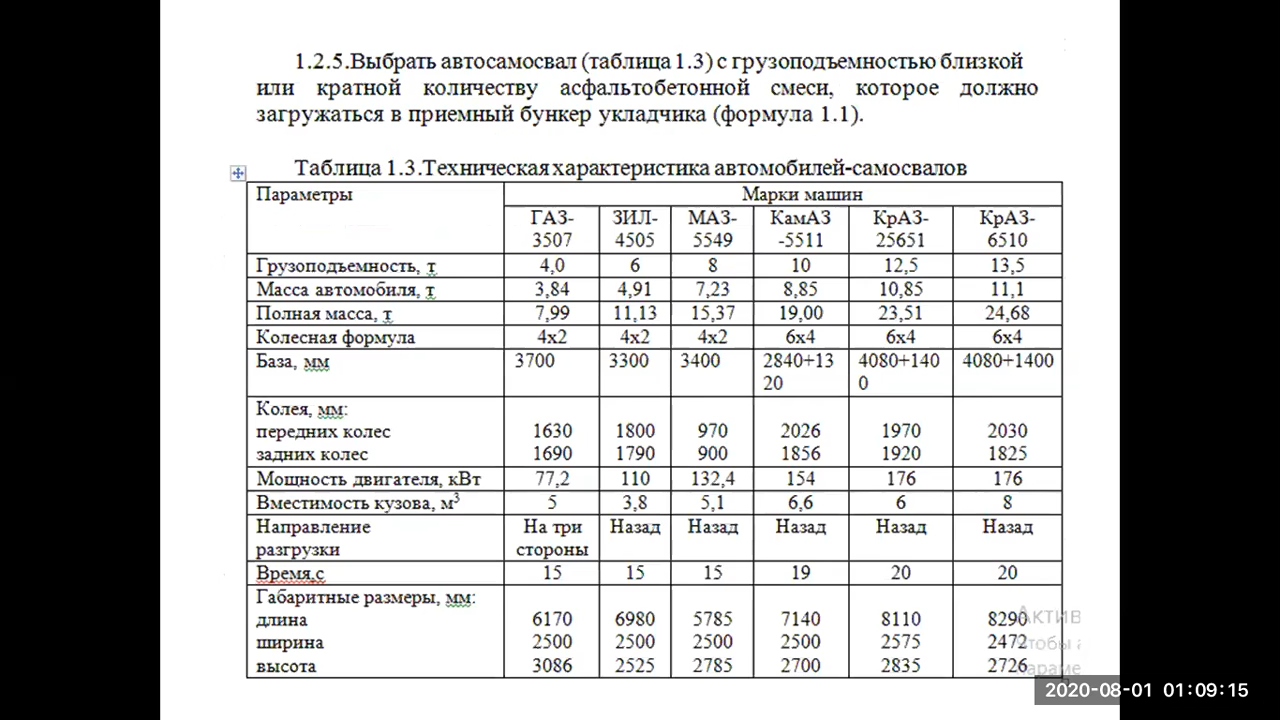 1.2.5.Выбрать автосамосвал (таблица 1.3) с грузоподъемностью близкой
или кратной количеству асфальтобетонной смеси, которое должно
загружаться в приемный бункер укладчика (формула 1.1).
Таблица 1.3.Техническая характеристика автомобилей-самосвалов
Параметры Марки машин
ГАЗ- ЗИЛ- МАЗ- КамАЗ КрАЗ- КрАЗ-
3507 4505 5549 -5511 25651 6510
Грузоподъемность, т 4,0 6 8 10 12,5 13,5
Масса автомобиля, т 3,84 4,91 7,23 8,85 10,85 11,1
Полная масса, т 7,99 11,13 15,37 19,00 23,51 24,68
Колесная формула 4х2 4х2 4х2 6х4 6х4 6х4
База, мм 3700 3300 3400 2840+13 4080+140 4080+1400
20 0
Колея, мм:
передних колес 1630 1800 970 2026 1970 2030
задних колес 1690 1790 900 1856 1920 1825
Мощность двигателя, кВт 77,2 110 132,4 154 176 176
Вместимость кузова, м³ 5 3,8 5,1 6,6 6 8
Направление На три Назад Назад Назад Назад Назад
разгрузки стороны
Время,с 15 15 15 19 20 20
Габаритные размеры, мм:
длина 6170 6980 5785 7140 8110 8290
ширина 2500 2500 2500 2500 2575 2472
высота 3086 2525 2785 2700 2835 2726
Актив
Чтобы а
параме
2020-08-01 01:09:15